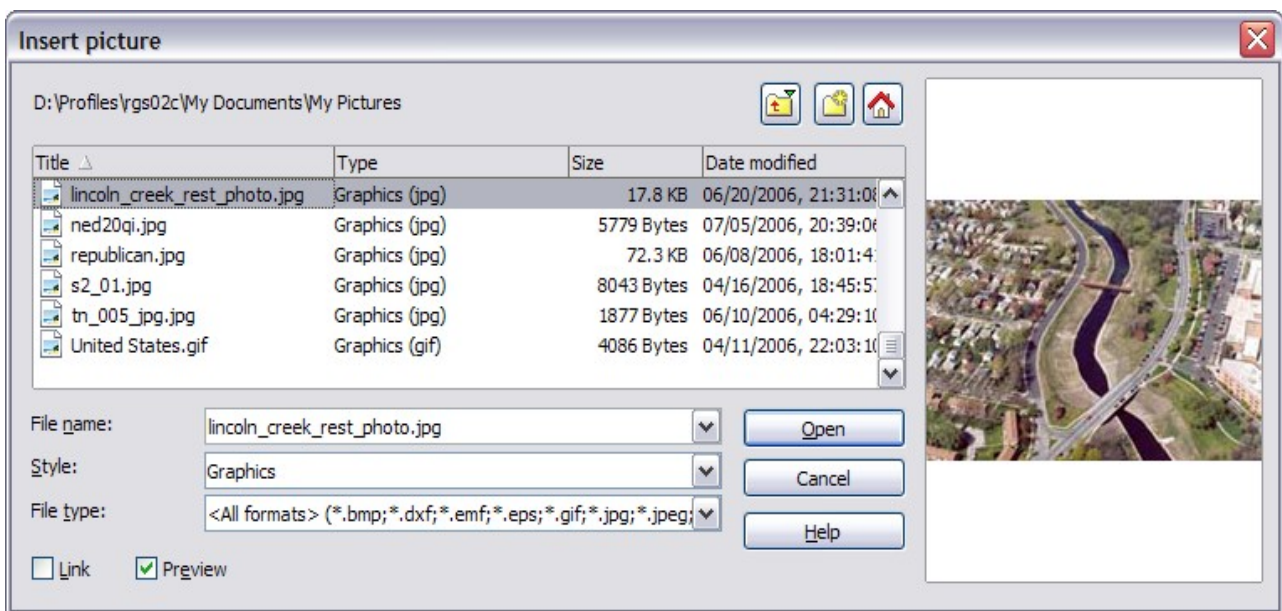 Insert picture
D:\Profiles\rgs02c\My Documents\My Pictures
Title Type Size Date modified
lincoln_creek_rest_photo.jpg Graphics (jpg) 17.8 KB 06/20/2006, 21:31:08
ned20qi.jpg Graphics (jpg) 5779 Bytes 07/05/2006, 20:39:06
republican.jpg Graphics (jpg) 72.3 KB 06/08/2006, 18:01:4
s2_01.jpg Graphics (jpg) 8043 Bytes 04/16/2006, 18:45:5
tn_005_jpg.jpg Graphics (jpg) 1877 Bytes 06/10/2006, 04:29:1
United States.gif Graphics (gif) 4086 Bytes 04/11/2006, 22:03:1
File name: lincoln_creek_rest_photo.jpg Open
Style: Graphics Cancel
File type: <All formats> (*.bmp;*.dxf;*.emf;*.eps;*.gif;*.jpg;*.jpeg; Help
Link Preview